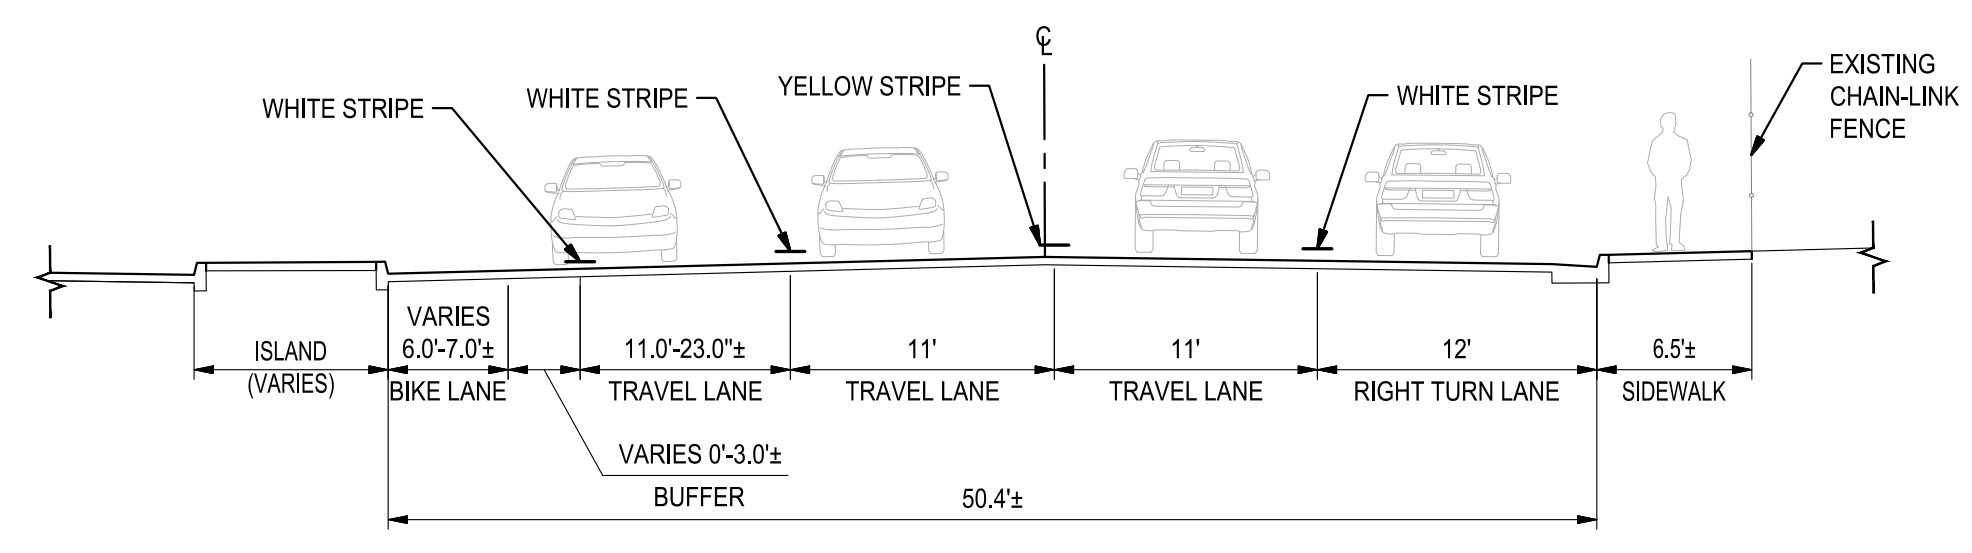 ℄
WHITE STRIPE
WHITE STRIPE
YELLOW STRIPE
WHITE STRIPE
EXISTING
CHAIN-LINK
FENCE
ISLAND
(VARIES)
VARIES
6.0'-7.0'±
BIKE LANE
11.0'-23.0"±
TRAVEL LANE
11'
TRAVEL LANE
11'
TRAVEL LANE
12'
RIGHT TURN LANE
6.5'±
SIDEWALK
VARIES 0'-3.0'±
BUFFER
50.4'±